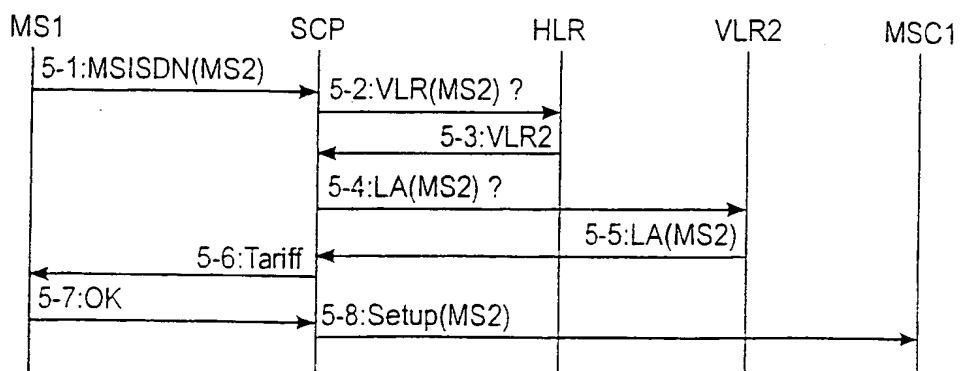 MS1 SCP HLR VLR2 MSC1
5-1:MSISDN(MS2)
5-2:VLR(MS2) ?
5-3:VLR2
5-4:LA(MS2) ?
5-5:LA(MS2)
5-6:Tariff
5-7:OK
5-8:Setup(MS2)